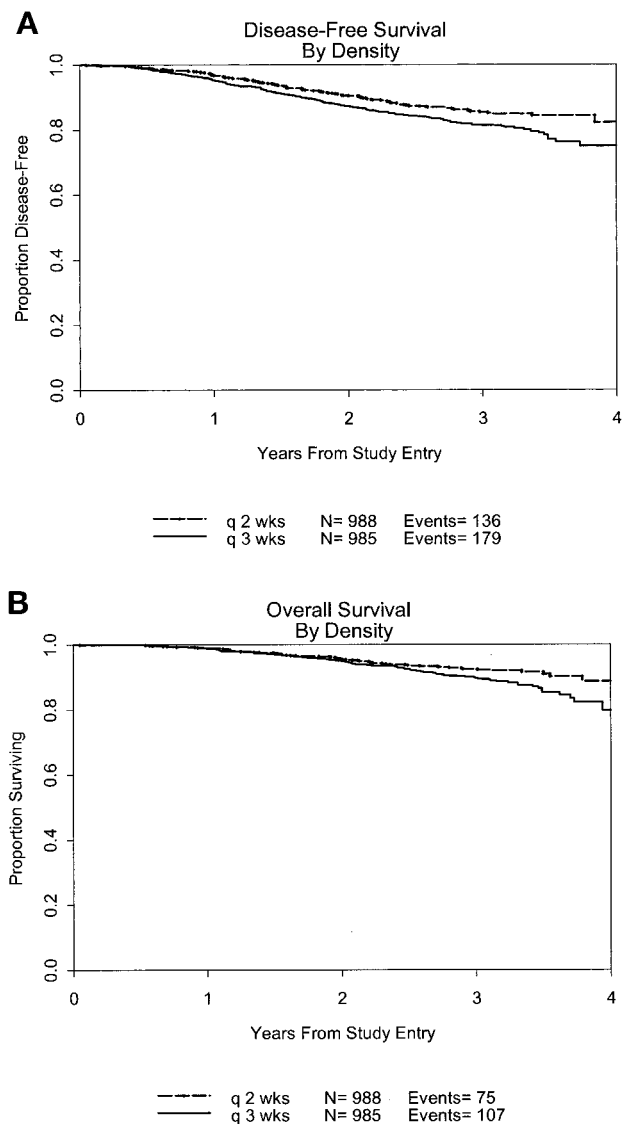 A
Disease-Free Survival
By Density
Proportion Disease-Free
1.0
0.8
0.6
0.4
0.2
0.0
0 1 2 3 4
Years From Study Entry
q 2 wks N= 988 Events= 136
q 3 wks N= 985 Events= 179
B
Overall Survival
By Density
Proportion Surviving
1.0
0.8
0.6
0.4
0.2
0.0
0 1 2 3 4
Years From Study Entry
q 2 wks N= 988 Events= 75
q 3 wks N= 985 Events= 107